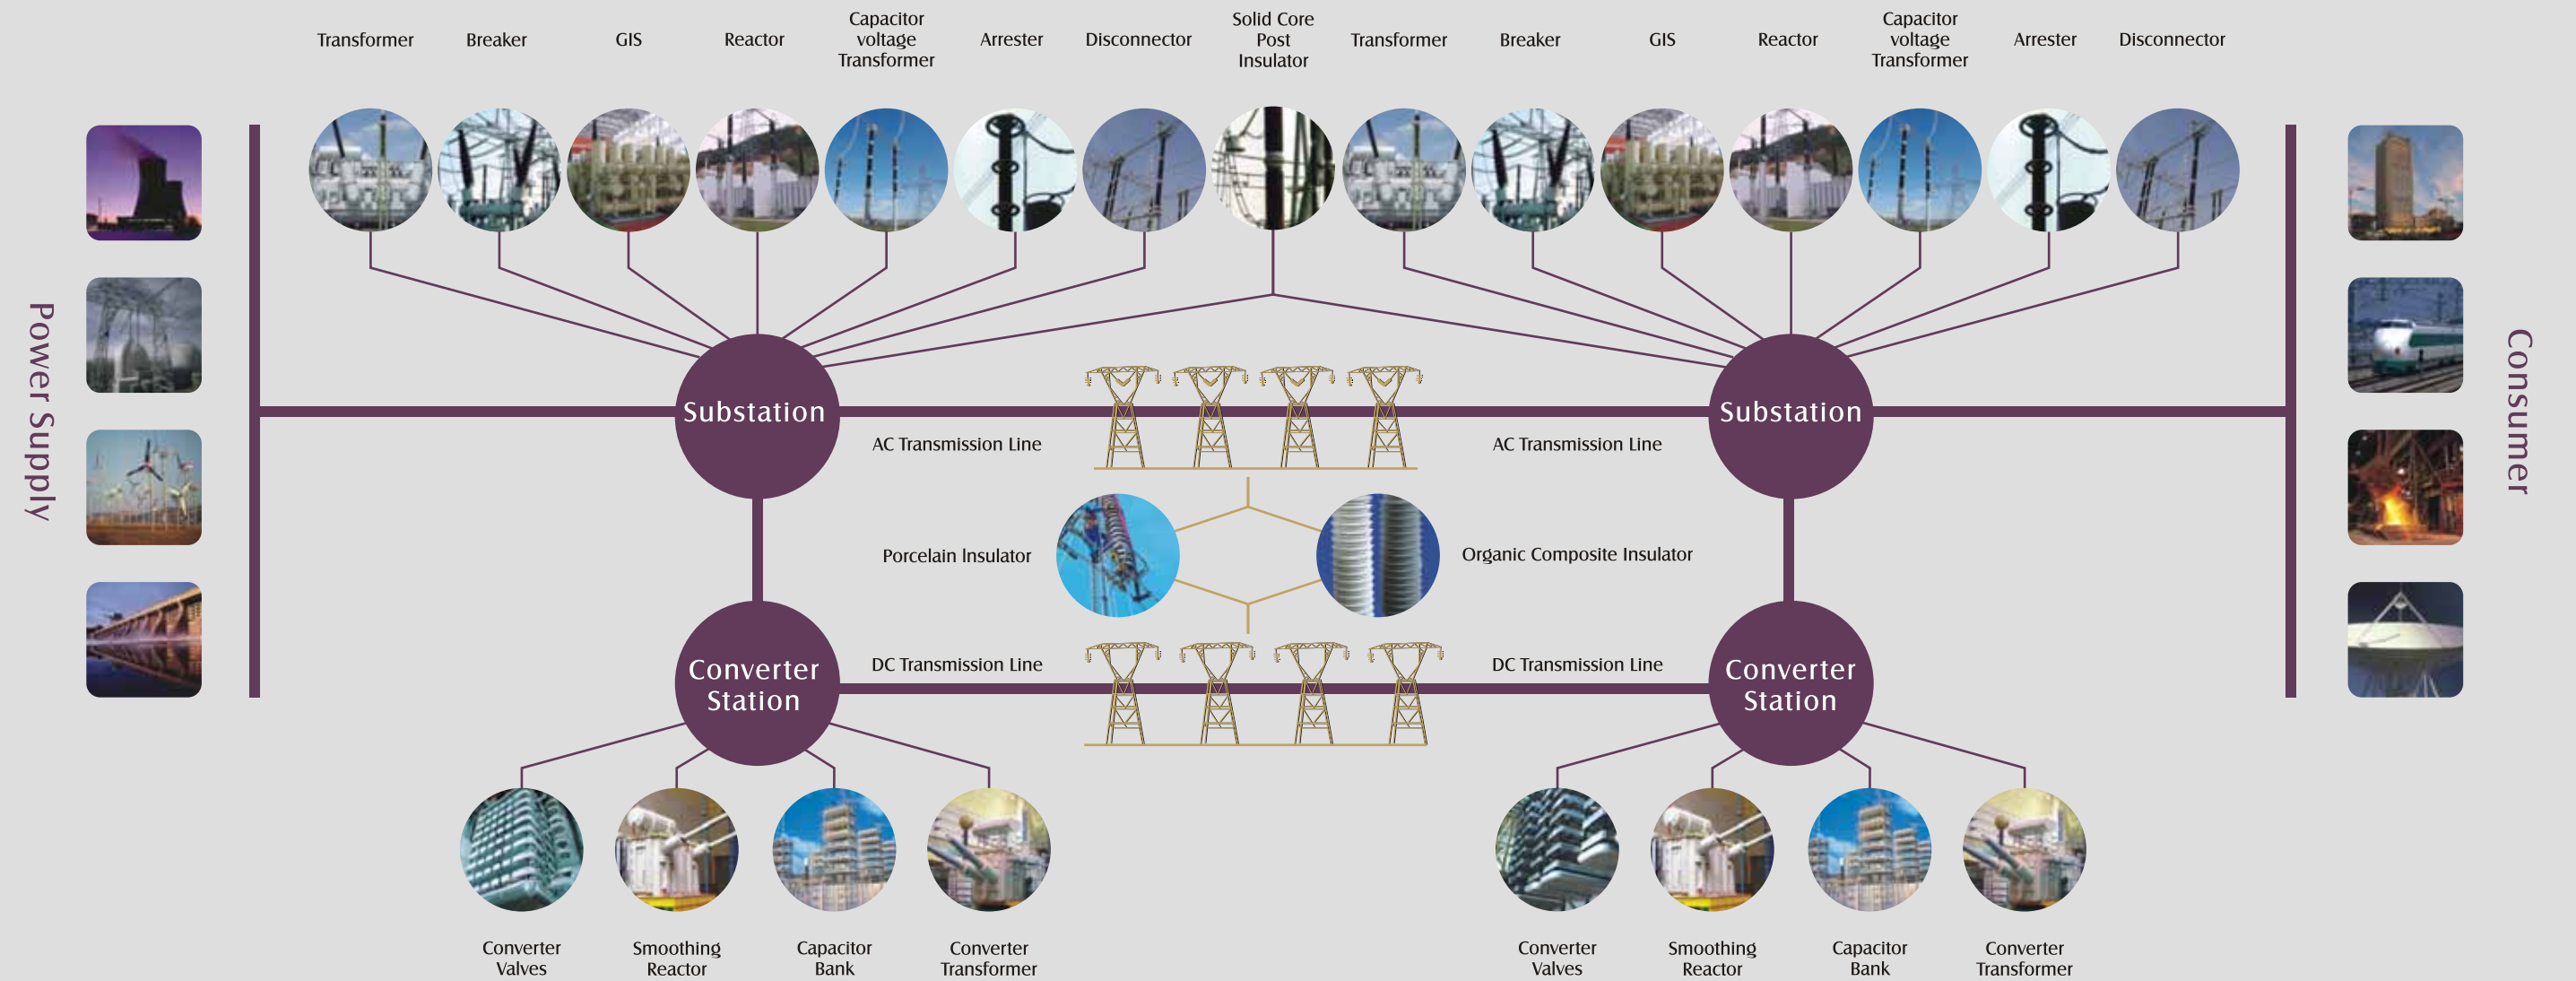 Capacitor
voltage
Transformer
Solid Core
Post
Insulator
Capacitor
voltage
Transformer
Transformer
Breaker
GIS
Reactor
Arrester
Disconnector
Transformer
Breaker
GIS
Reactor
Arrester
Disconnector
Power Supply
Consumer
Substation
Substation
AC Transmission Line
AC Transmission Line
Porcelain Insulator
Organic Composite Insulator
DC Transmission Line
DC Transmission Line
Converter
Station
Converter
Station
Converter
Valves
Smoothing
Reactor
Capacitor
Bank
Converter
Transformer
Converter
Valves
Smoothing
Reactor
Capacitor
Bank
Converter
Transformer